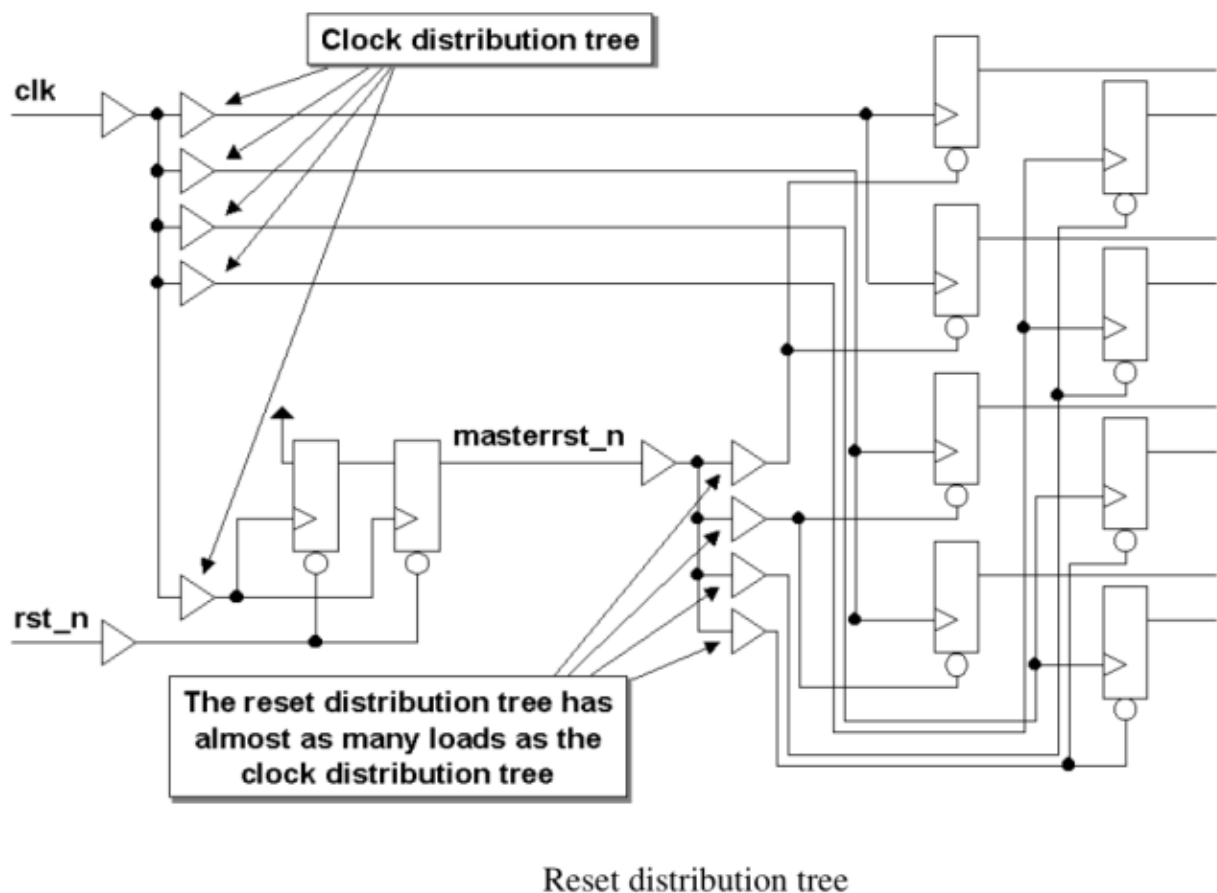 Clock distribution tree
clk
masterrst_n
rst_n
The reset distribution tree has
almost as many loads as the
clock distribution tree
Reset distribution tree